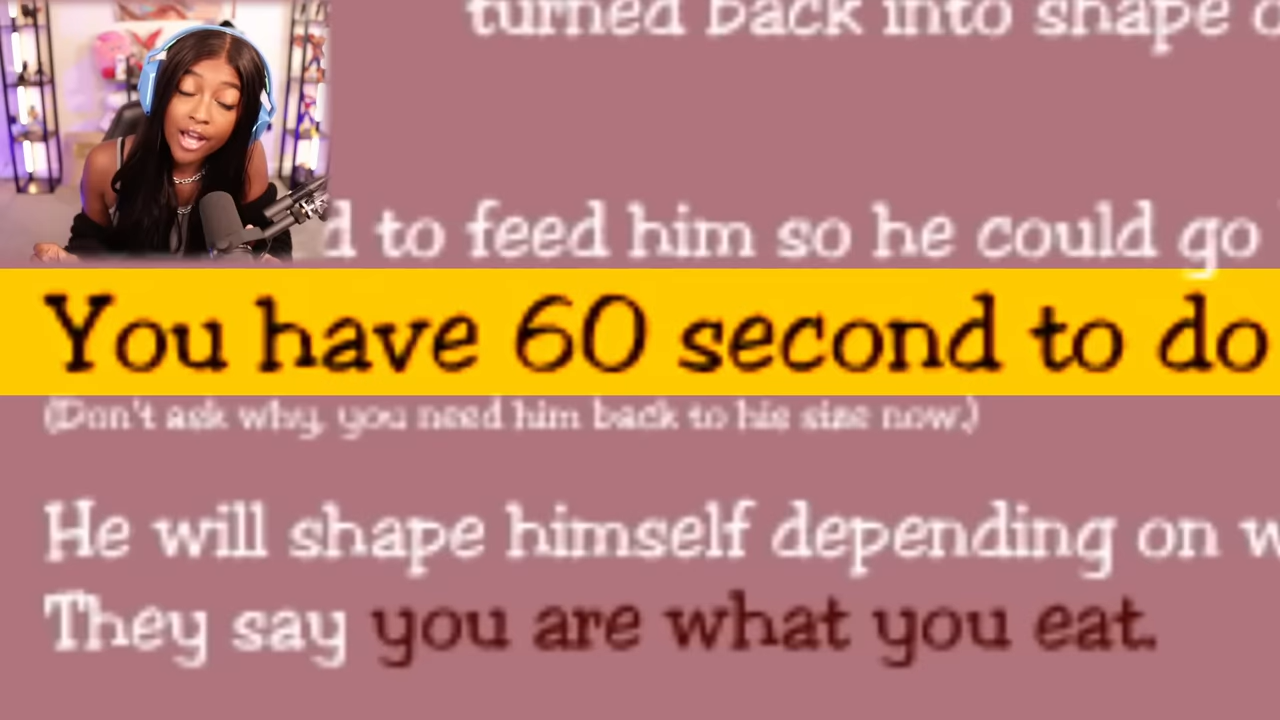 turned back into shape
to feed him so he could go
You have 60 second to do
(Don't ask why, you need him back to his size now.)
He will shape himself depending on
They say you are what you eat.